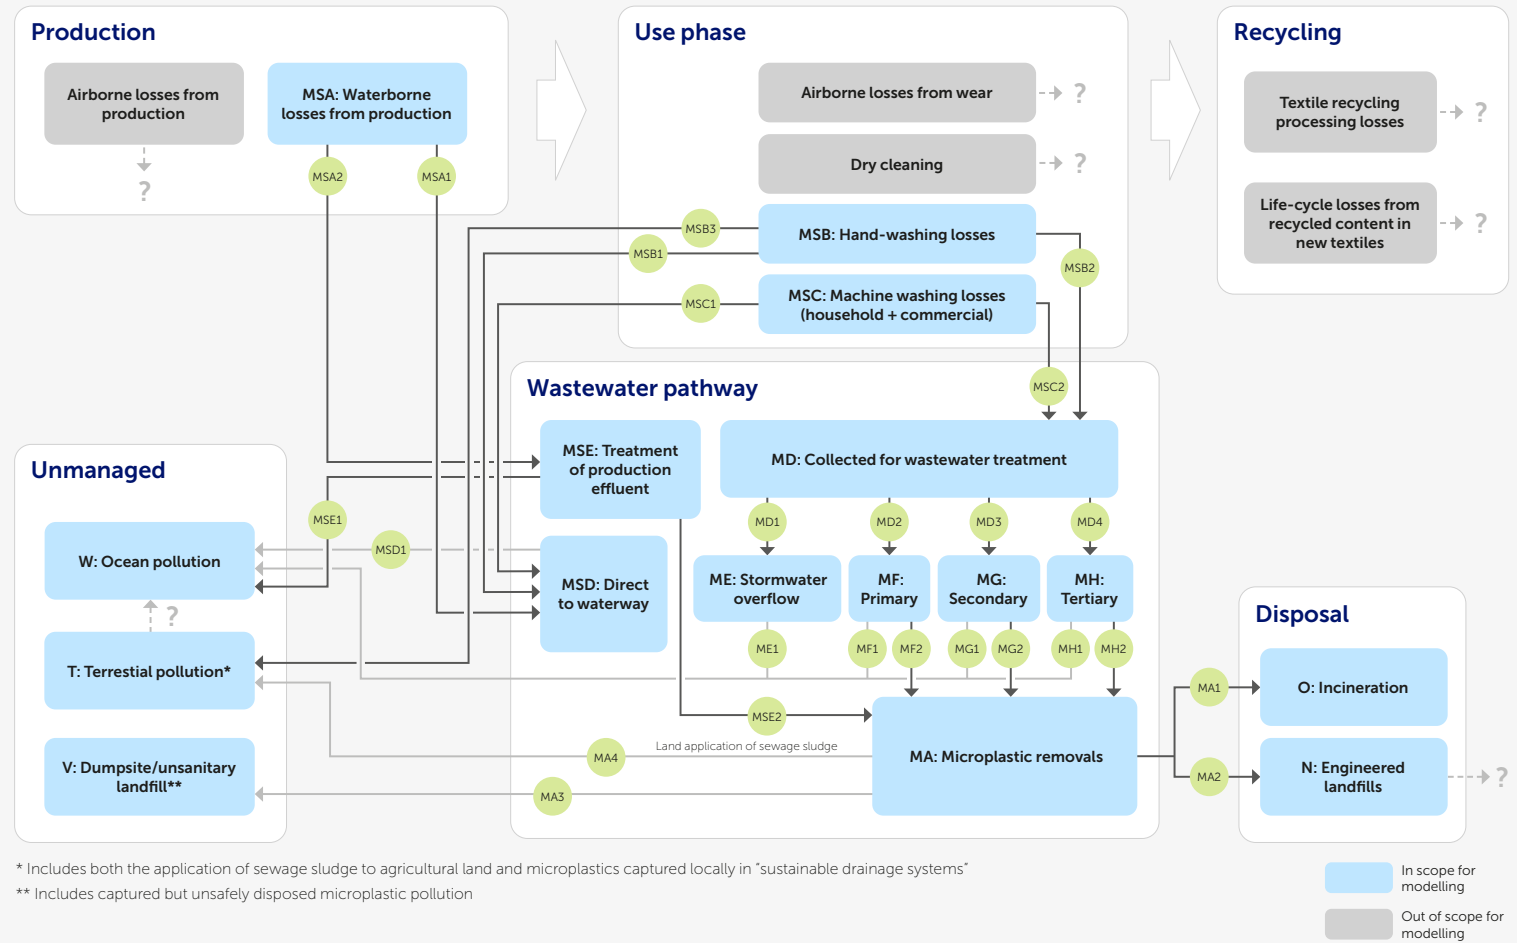 Production
Airborne losses from
production
?
MSA: Waterborne
losses from production
MSA2
MSA1
Use phase
Airborne losses from wear
?
Dry cleaning
?
MSB: Hand-washing losses
MSB3
MSB1
MSB2
MSC: Machine washing losses
(household + commercial)
MSC1
MSC2
Recycling
Textile recycling
processing losses
?
Life-cycle losses from
recycled content in
new textiles
?
Wastewater pathway
MSE: Treatment
of production
effluent
MD: Collected for wastewater treatment
MD1
MD2
MD3
MD4
MSD: Direct
to waterway
ME: Stormwater
overflow
MF:
Primary
MG:
Secondary
MH:
Tertiary
ME1
MF1
MF2
MG1
MG2
MH1
MH2
MSE2
Land application of sewage sludge
MA: Microplastic removals
MA4
MA3
Unmanaged
MSE1
MSD1
W: Ocean pollution
?
T: Terrestial pollution*
V: Dumpsite/unsanitary
landfill**
Disposal
MA1
O: Incineration
MA2
N: Engineered
landfills
?
* Includes both the application of sewage sludge to agricultural land and microplastics captured locally in “sustainable drainage systems”
** Includes captured but unsafely disposed microplastic pollution
In scope for
modelling
Out of scope for
modelling